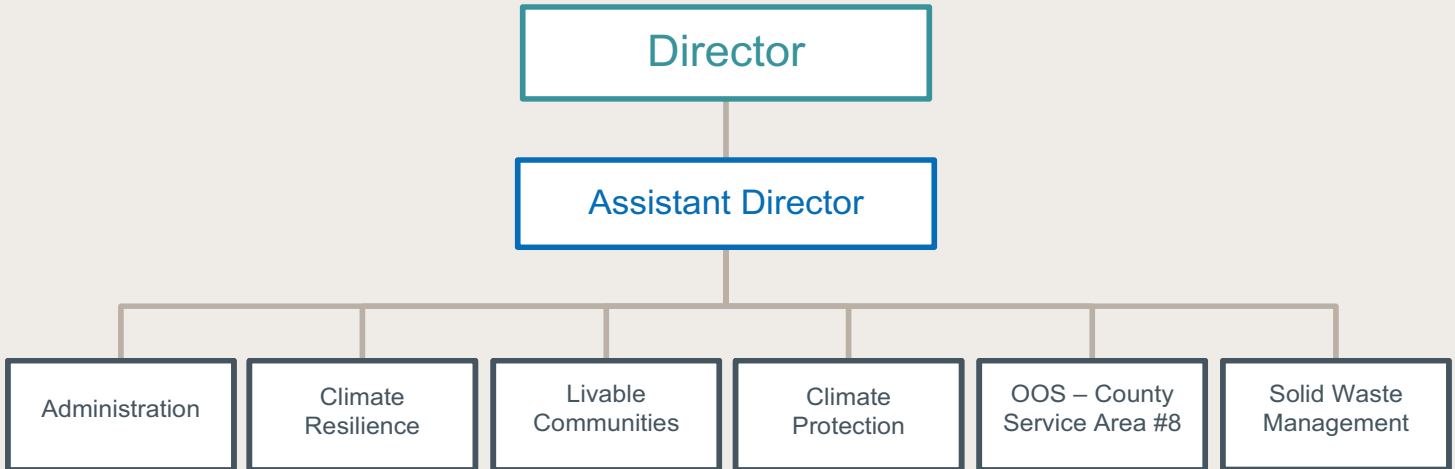 Director
Assistant Director
Administration
Climate
Resilience
Livable
Communities
Climate
Protection
OOS – County
Service Area #8
Solid Waste
Management